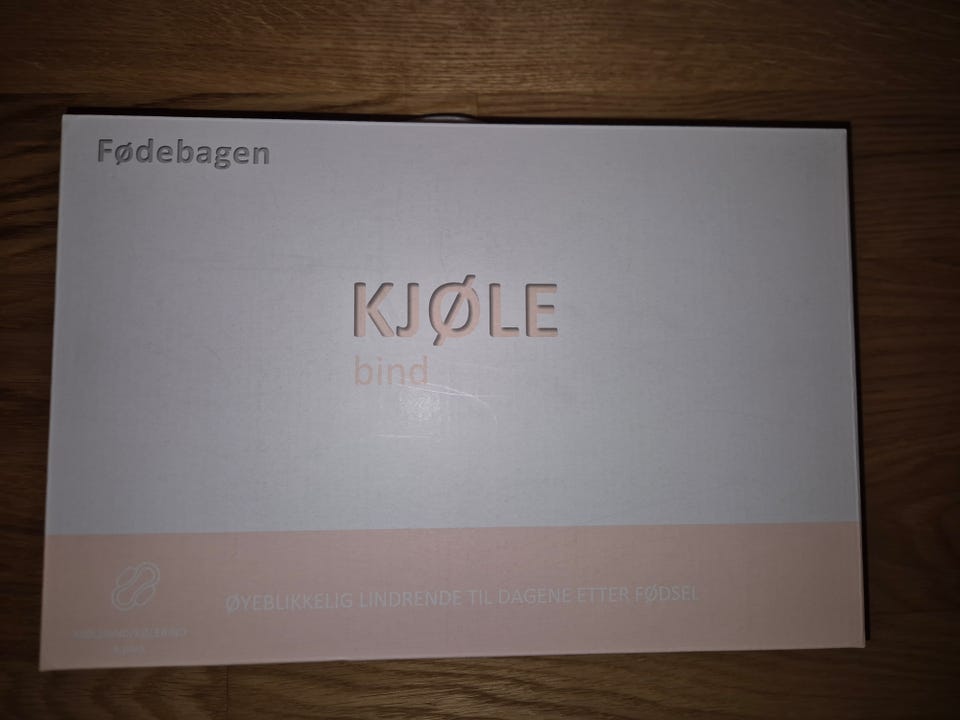 Fødebagen
KJØLE
bind
ØYEBLIKKELIG LINDRENDE TIL DAGENE ETTER FØDSEL